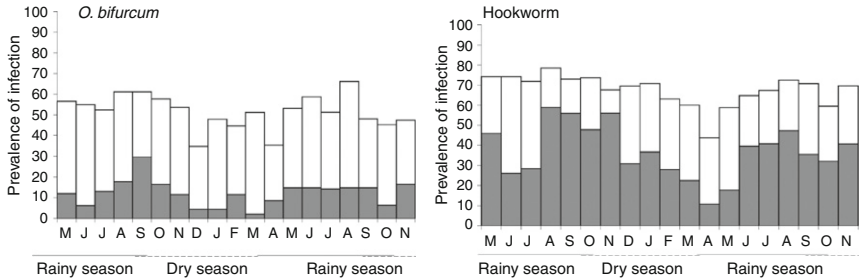 O. bifurcum
Prevalence of infection
100
90
80
70
60
50
40
30
20
10
0
M J J A S O N D J F M A M J J A S O N
Rainy season Dry season Rainy season
Hookworm
Prevalence of infection
100
90
80
70
60
50
40
30
20
10
0
M J J A S O N D J F M A M J J A S O N
Rainy season Dry season Rainy season